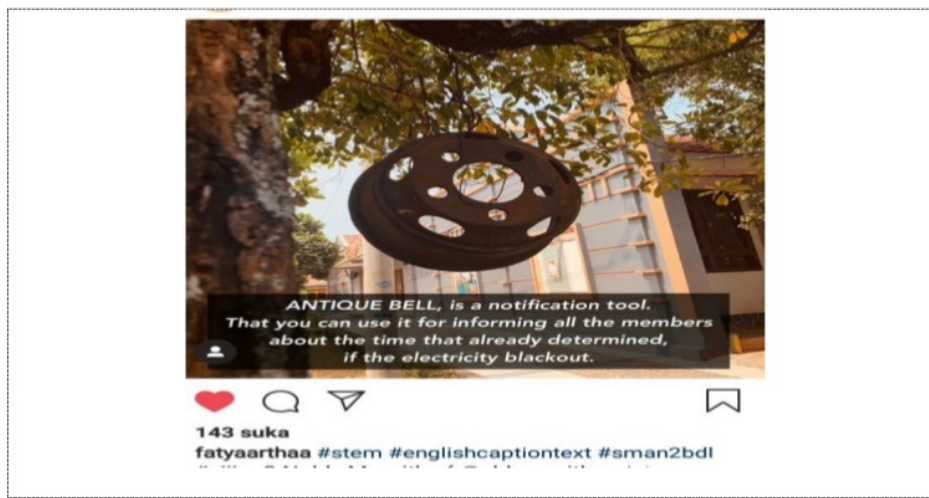 ANTIQUE BELL, is a notification tool.
That you can use it for informing all the members
about the time that already determined,
if the electricity blackout.
143 suka
fatyaarthaa #stem #englishcaptiontext #sman2bdl